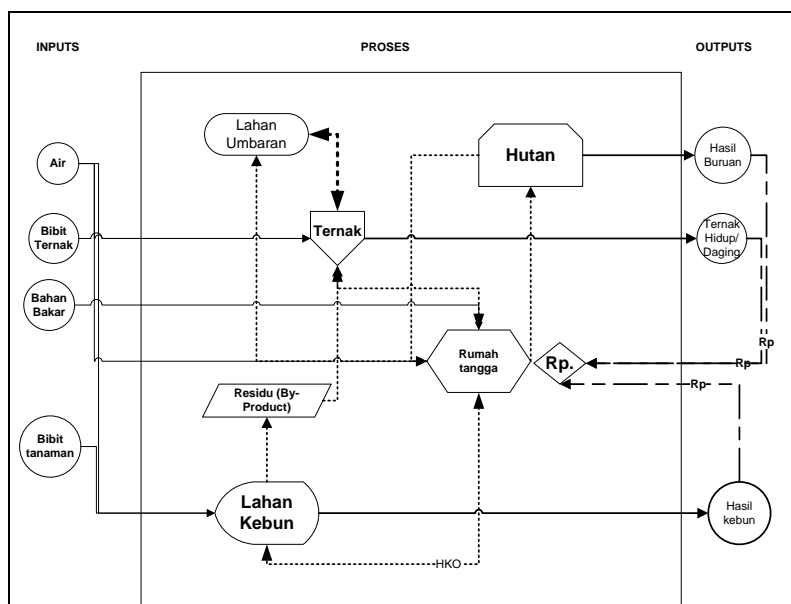 INPUTS
PROSES
OUTPUTS
Lahan
Umbaran
Hutan
Hasil
Buruan
Air
Bibit
Ternak
Ternak
Ternak
Hidup/
Daging
Bahan
Bakar
Rumah
tangga
Rp.
Rp
Rp
Rp
Residu (By-
Product)
Bibit
tanaman
Lahan
Kebun
Hasil
kebun
HKO